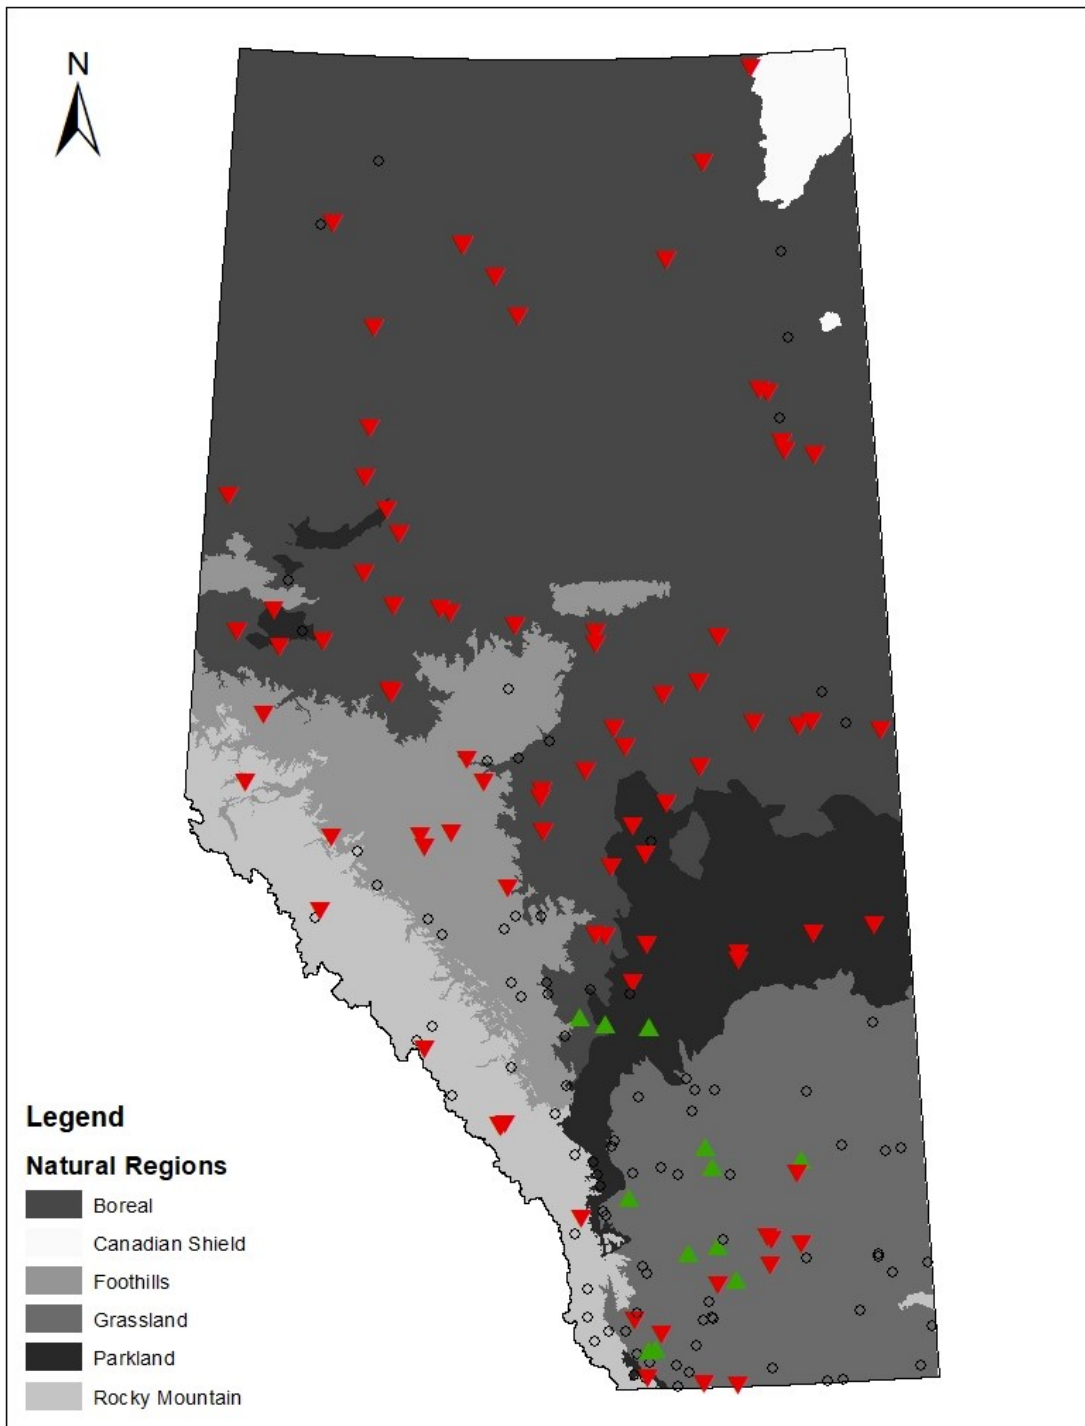 N
Legend
Natural Regions
Boreal
Canadian Shield
Foothills
Grassland
Parkland
Rocky Mountain